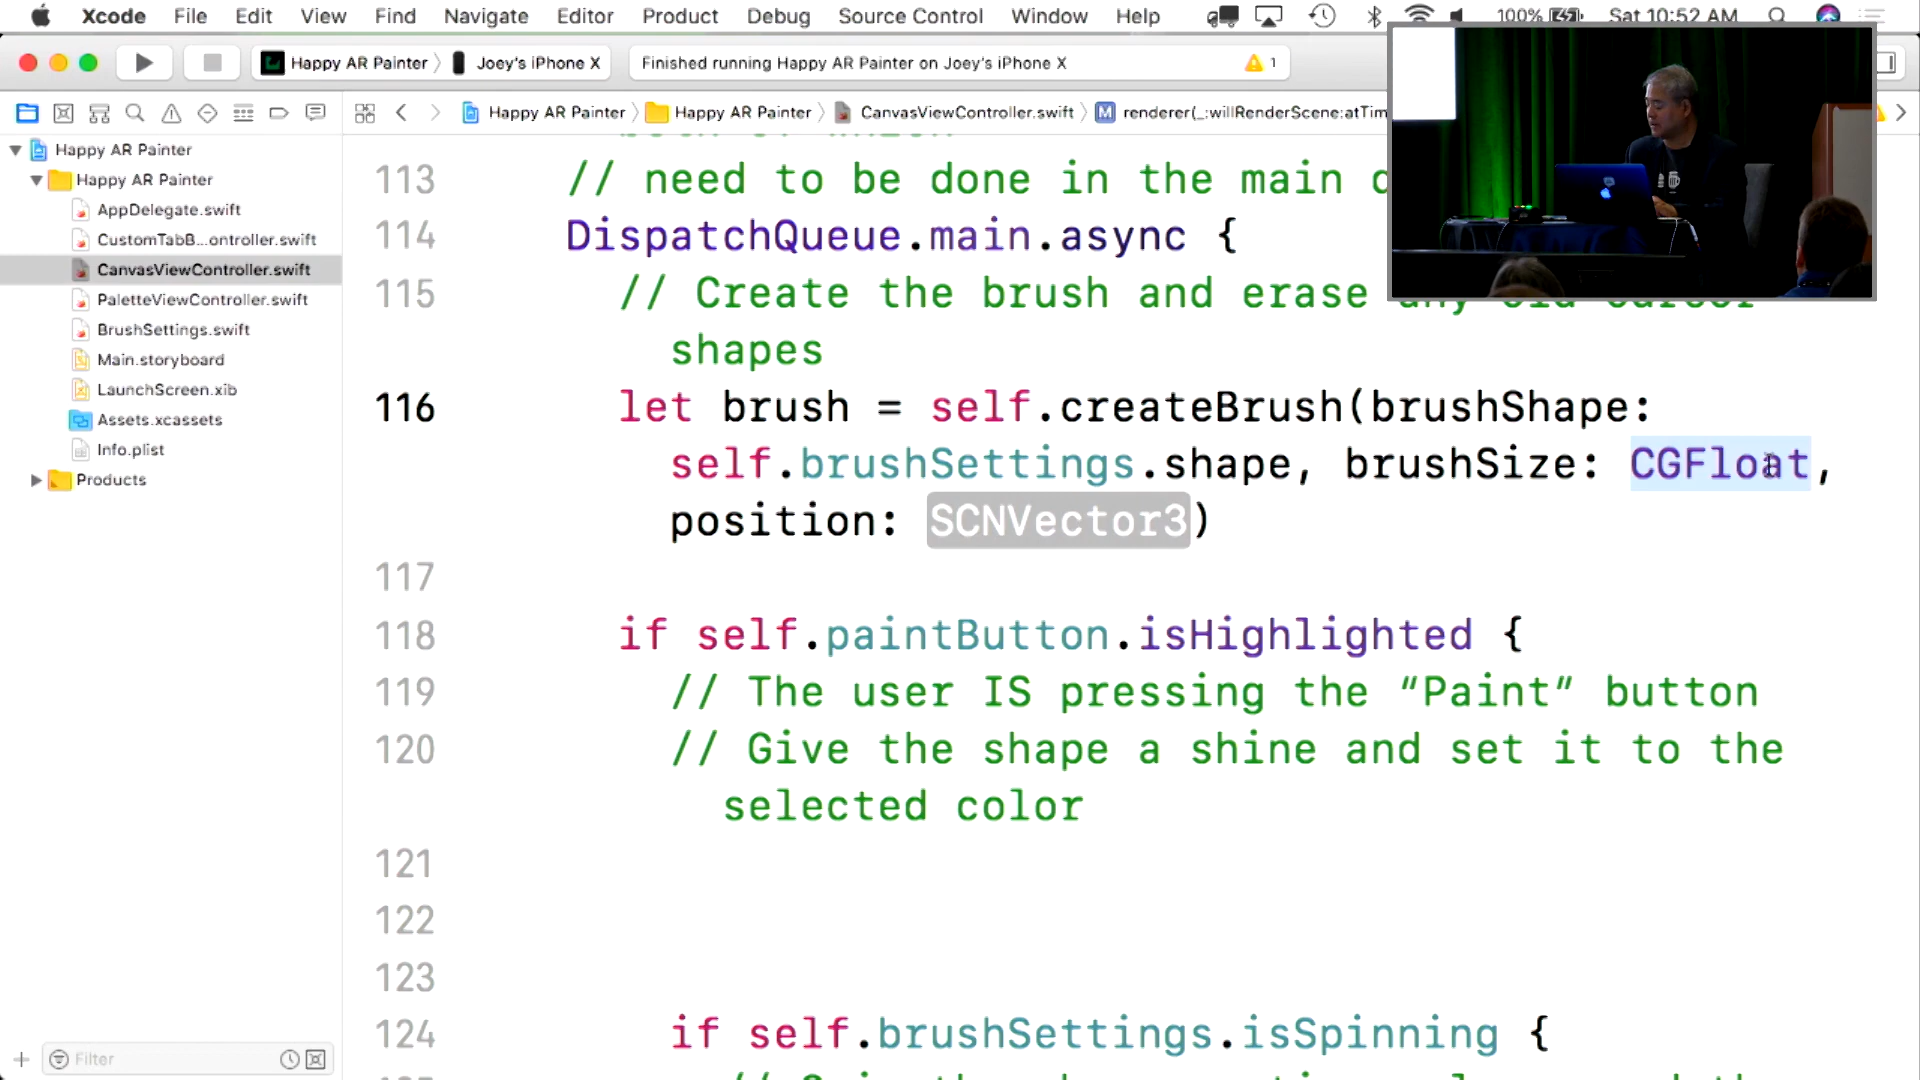 Xcode File Edit View Find Navigate Editor Product Debug Source Control Window Help 100% Sat 10:52 AM
Happy AR Painter Joey's iPhone X
Finished running Happy AR Painter on Joey's iPhone X 1
Happy AR Painter Happy AR Painter CanvasViewController.swift M renderer(_:willRenderScene:atTim
Happy AR Painter
Happy AR Painter
AppDelegate.swift
CustomTabB...ontroller.swift
CanvasViewController.swift
PaletteViewController.swift
BrushSettings.swift
Main.storyboard
LaunchScreen.xib
Assets.xcassets
Info.plist
Products
Filter
113 // need to be done in the main
114 DispatchQueue.main.async {
115 // Create the brush and erase any old cursor
shapes
116 let brush = self.createBrush(brushShape:
self.brushSettings.shape, brushSize: CGFloat,
position: SCNVector3)
117
118 if self.paintButton.isHighlighted {
119 // The user IS pressing the “Paint” button
120 // Give the shape a shine and set it to the
selected color
121
122
123
124 if self.brushSettings.isSpinning {